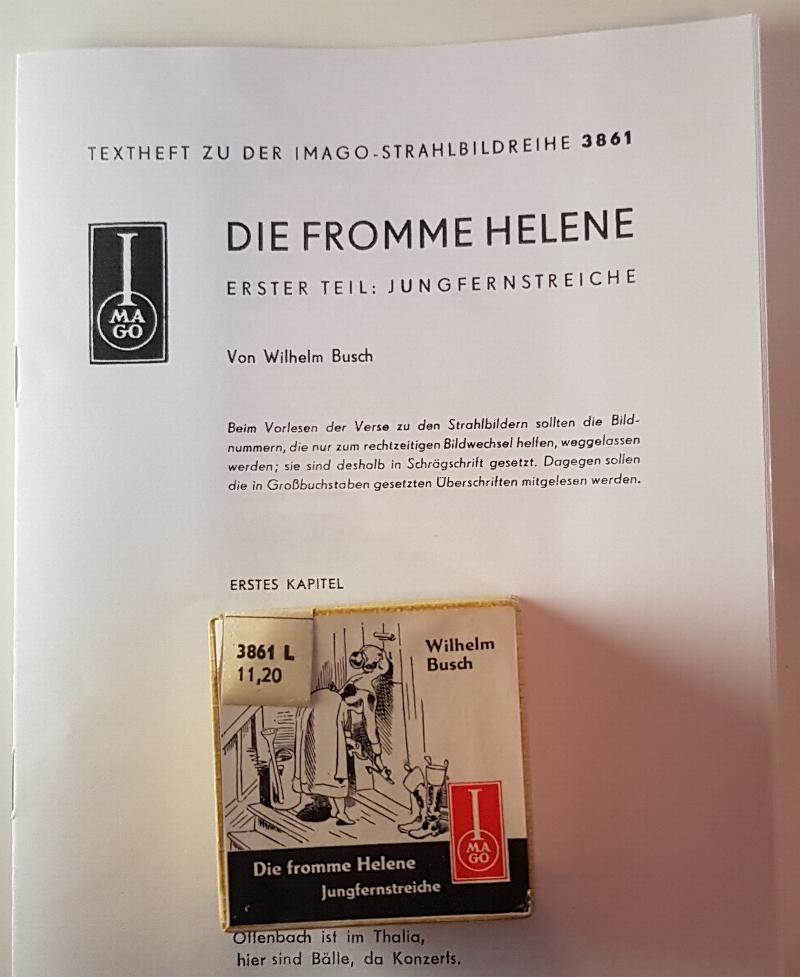 TEXTHEFT ZU DER IMAGO-STRAHLBILDREIHE 3861
I
MA
GO
DIE FROMME HELENE
ERSTER TEIL: JUNGFERNSTREICHE
Von Wilhelm Busch
Beim Vorlesen der Verse zu den Strahlbildern sollten die Bild-
nummern, die nur zum rechtzeitigen Bildwechsel helfen, weggelassen
werden; sie sind deshalb in Schrägschrift gesetzt. Dagegen sollen
die in Großbuchstaben gesetzten Überschriften mitgelesen werden.
ERSTES KAPITEL
3861 L
11,20
Wilhelm
Busch
I
MA
GO
Die fromme Helene
Jungfernstreiche
Offenbach ist im Thalia,
hier sind Bälle, da Konzerts.